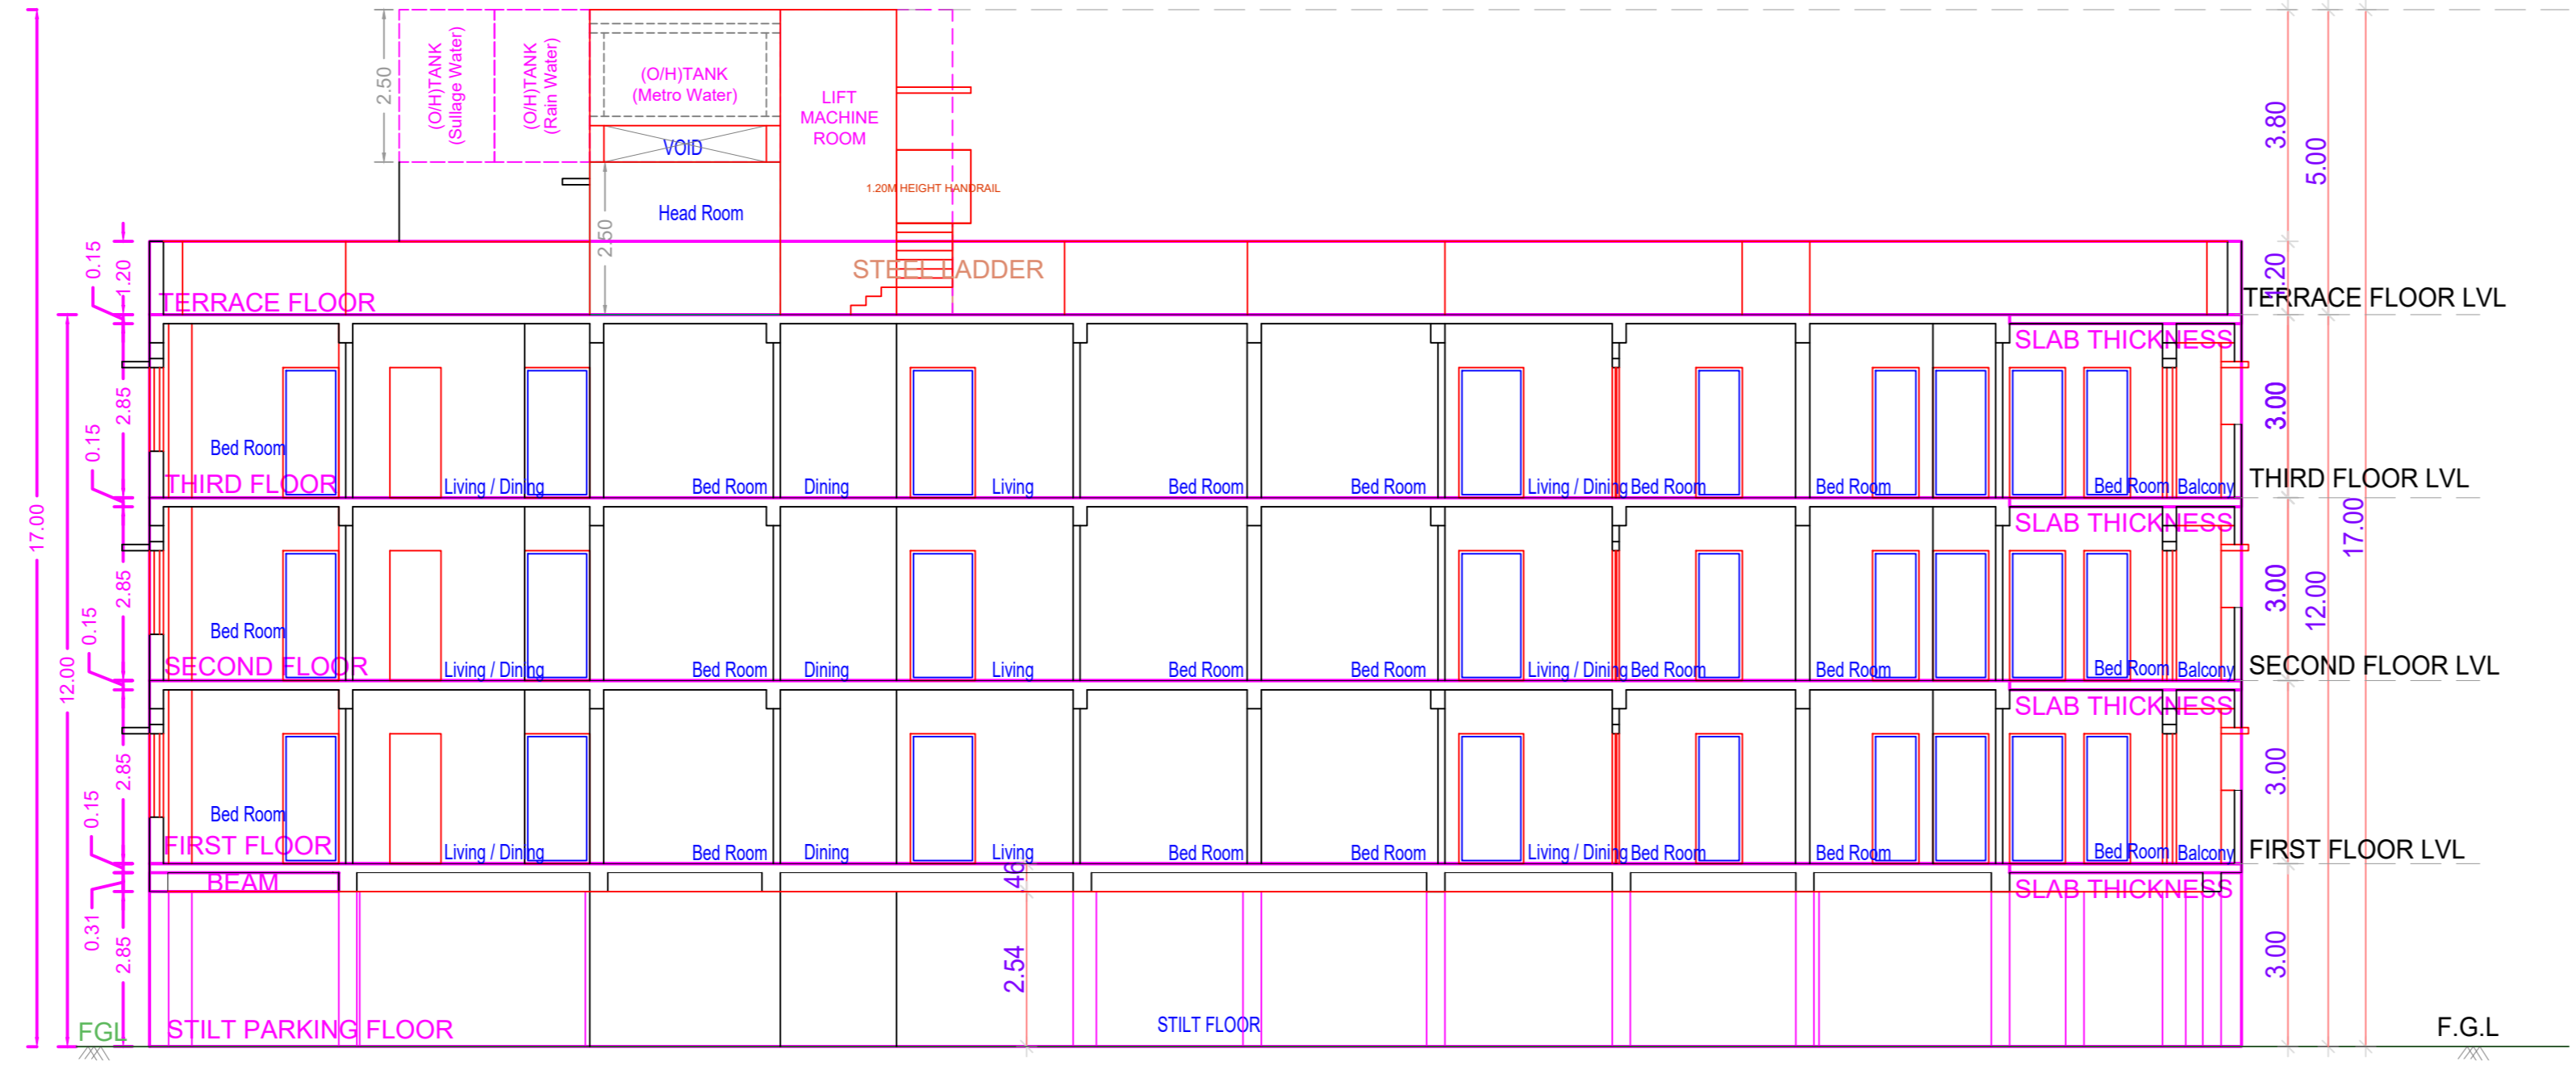 (O/H)TANK
(Sullage Water)
(O/H)TANK
(Rain Water)
(O/H)TANK
(Metro Water)
LIFT
MACHINE
ROOM
VOID
2.50
3.80
5.00
1.20M HEIGHT HANDRAIL
Head Room
2.50
0.15
1.20
STEEL LADDER
1.20
TERRACE FLOOR
TERRACE FLOOR LVL
SLAB THICKNESS
2.85
3.00
0.15
Bed Room
THIRD FLOOR
Living / Dining
Bed Room
Dining
Living
Bed Room
Bed Room
Living / Dining
Bed Room
Bed Room
Bed Room
Balcony
THIRD FLOOR LVL
17.00
SLAB THICKNESS
17.00
2.85
3.00
12.00
0.15
Bed Room
SECOND FLOOR
Living / Dining
Bed Room
Dining
Living
Bed Room
Bed Room
Living / Dining
Bed Room
Bed Room
Bed Room
Balcony
SECOND FLOOR LVL
12.00
SLAB THICKNESS
2.85
3.00
0.15
Bed Room
FIRST FLOOR
Living / Dining
Bed Room
Dining
Living
Bed Room
Bed Room
Living / Dining
Bed Room
Bed Room
Bed Room
Balcony
FIRST FLOOR LVL
BEAM
.46
SLAB THICKNESS
0.31
2.85
2.54
3.00
FGL
STILT PARKING FLOOR
STILT FLOOR
F.G.L